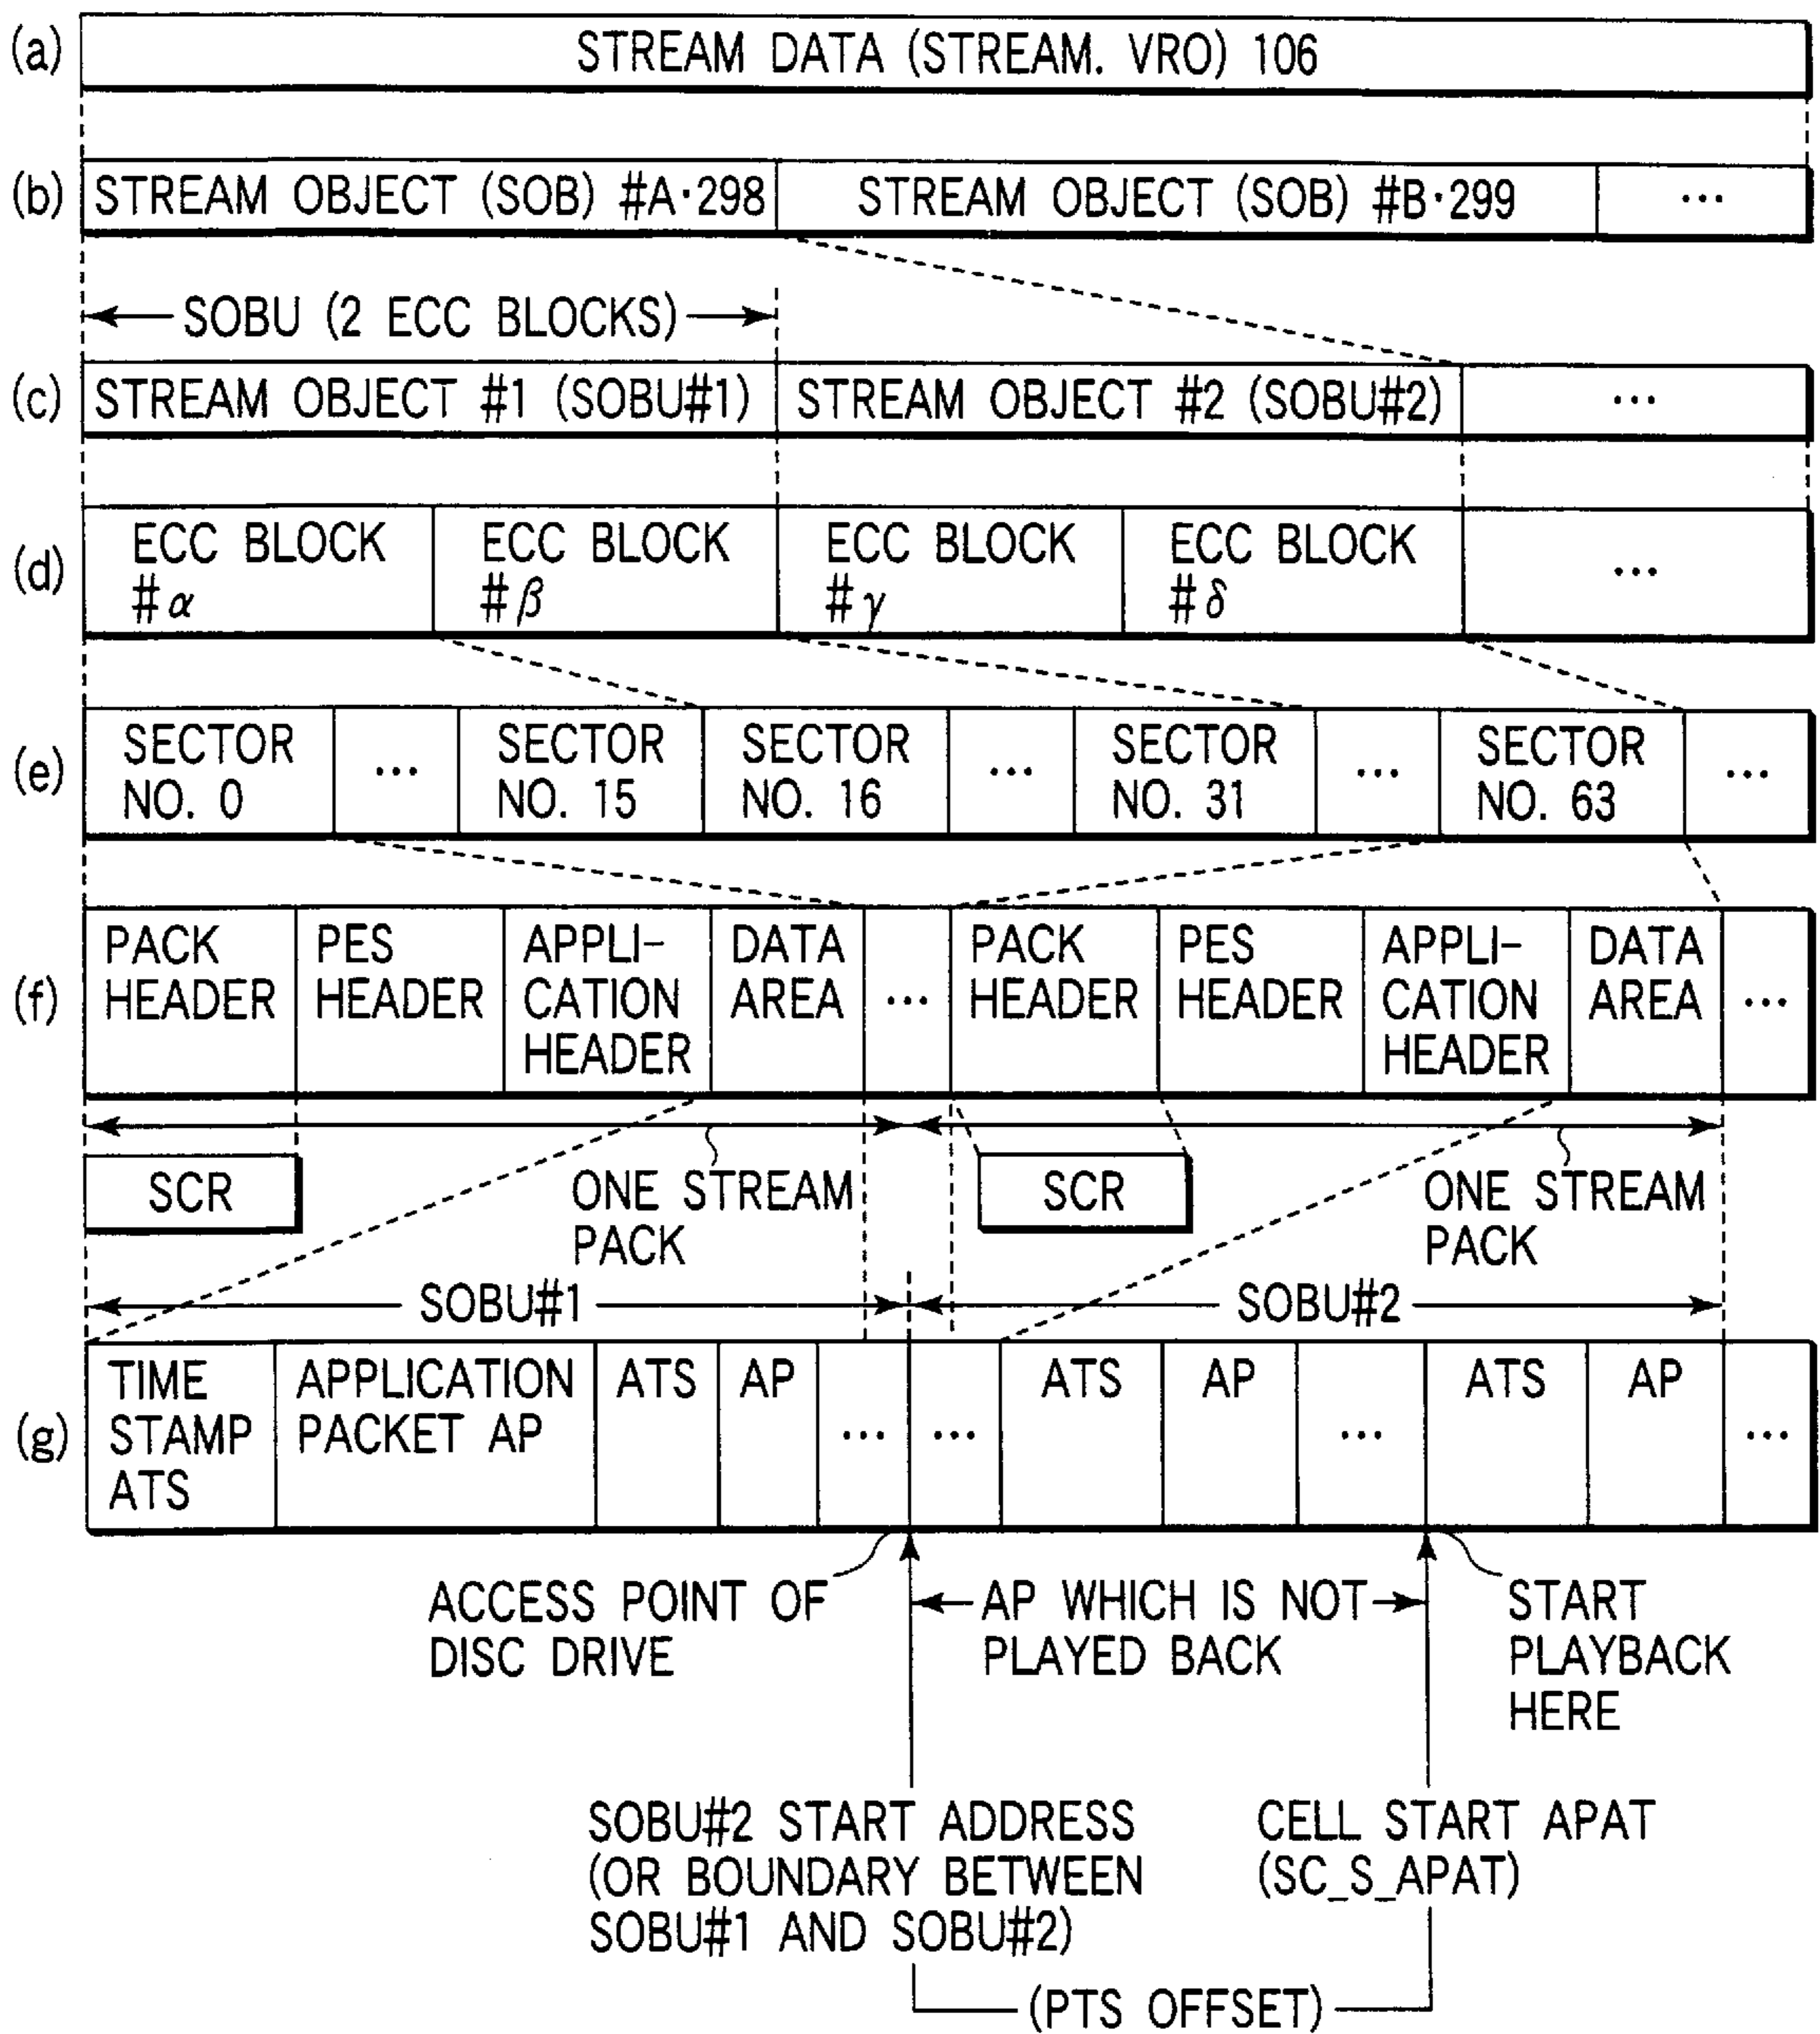 (a) STREAM DATA (STREAM. VRO) 106
(b) STREAM OBJECT (SOB) #A·298 STREAM OBJECT (SOB) #B·299 ...
SOBU (2 ECC BLOCKS)
(c) STREAM OBJECT #1 (SOBU#1) STREAM OBJECT #2 (SOBU#2) ...
(d)
ECC BLOCK
#α
ECC BLOCK
#β
ECC BLOCK
#γ
ECC BLOCK
#δ
...
(e)
SECTOR
NO. 0
...
SECTOR
NO. 15
SECTOR
NO. 16
...
SECTOR
NO. 31
...
SECTOR
NO. 63
...
(f)
PACK
HEADER
PES
HEADER
APPLI-
CATION
HEADER
DATA
AREA
...
PACK
HEADER
PES
HEADER
APPLI-
CATION
HEADER
DATA
AREA
...
SCR
ONE STREAM
PACK
SCR
ONE STREAM
PACK
SOBU#1
SOBU#2
(g)
TIME
STAMP
ATS
APPLICATION
PACKET AP
ATS
AP
...
...
ATS
AP
...
ATS
AP
...
ACCESS POINT OF
DISC DRIVE
AP WHICH IS NOT
PLAYED BACK
START
PLAYBACK
HERE
SOBU#2 START ADDRESS
(OR BOUNDARY BETWEEN
SOBU#1 AND SOBU#2)
CELL START APAT
(SC_S_APAT)
(PTS OFFSET)